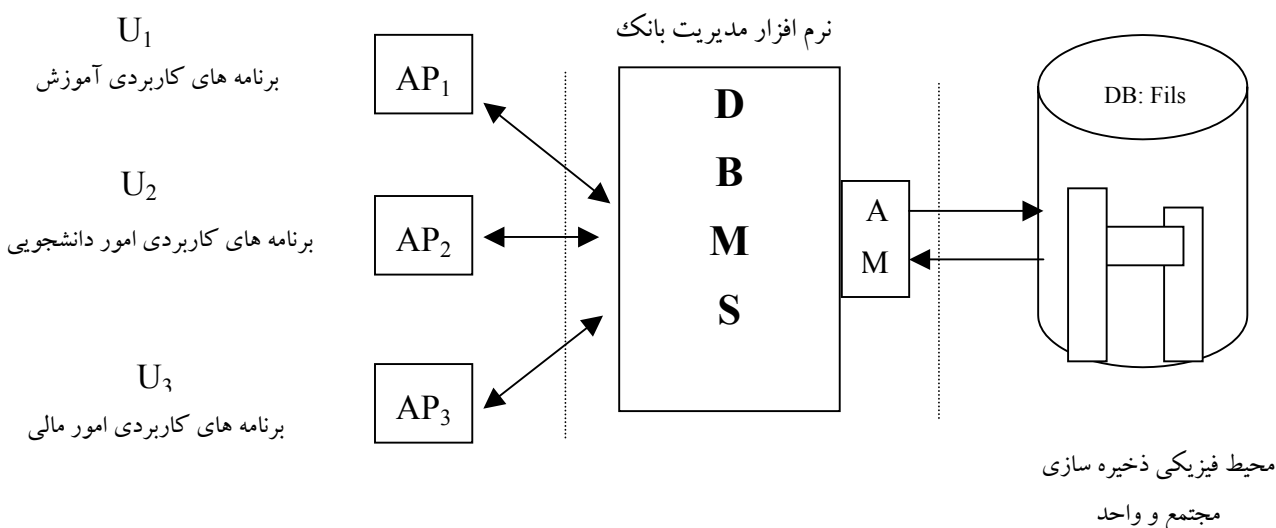 نرم افزار مدیریت بانک
U₁
برنامه های کاربردی آموزش
AP₁
U₂
برنامه های کاربردی امور دانشجویی
AP₂
U₃
برنامه های کاربردی امور مالی
AP₃
D
B
M
S
A
M
DB: Fils
محیط فیزیکی ذخیره سازی
مجتمع و واحد